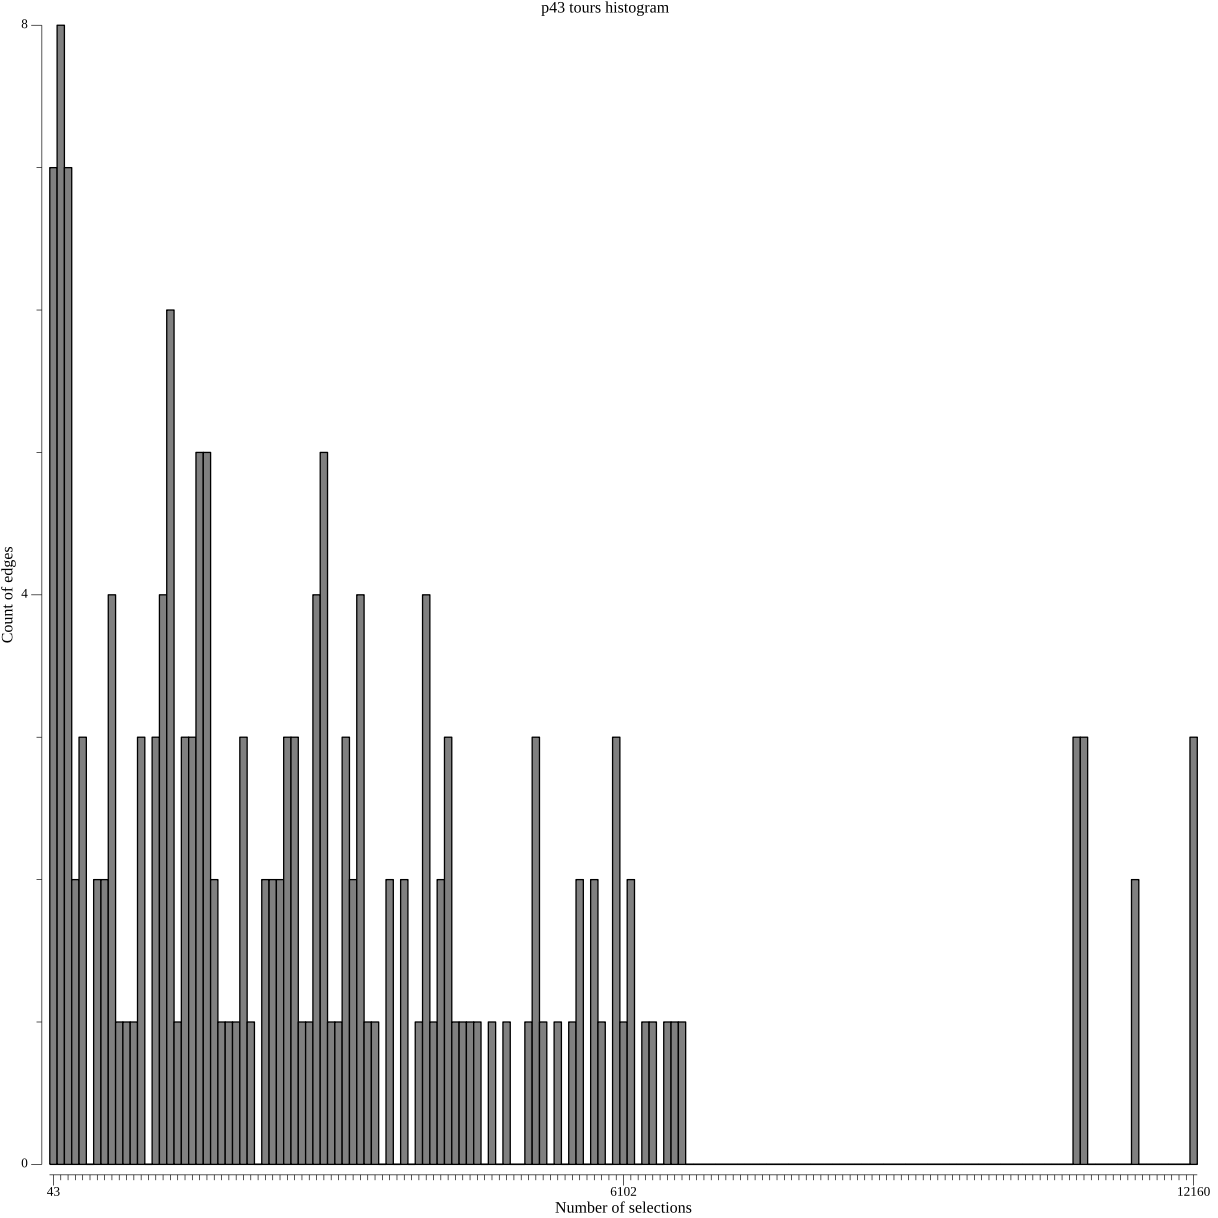 p43 tours histogram
8
4
0
Count of edges
43
6102
12160
Number of selections